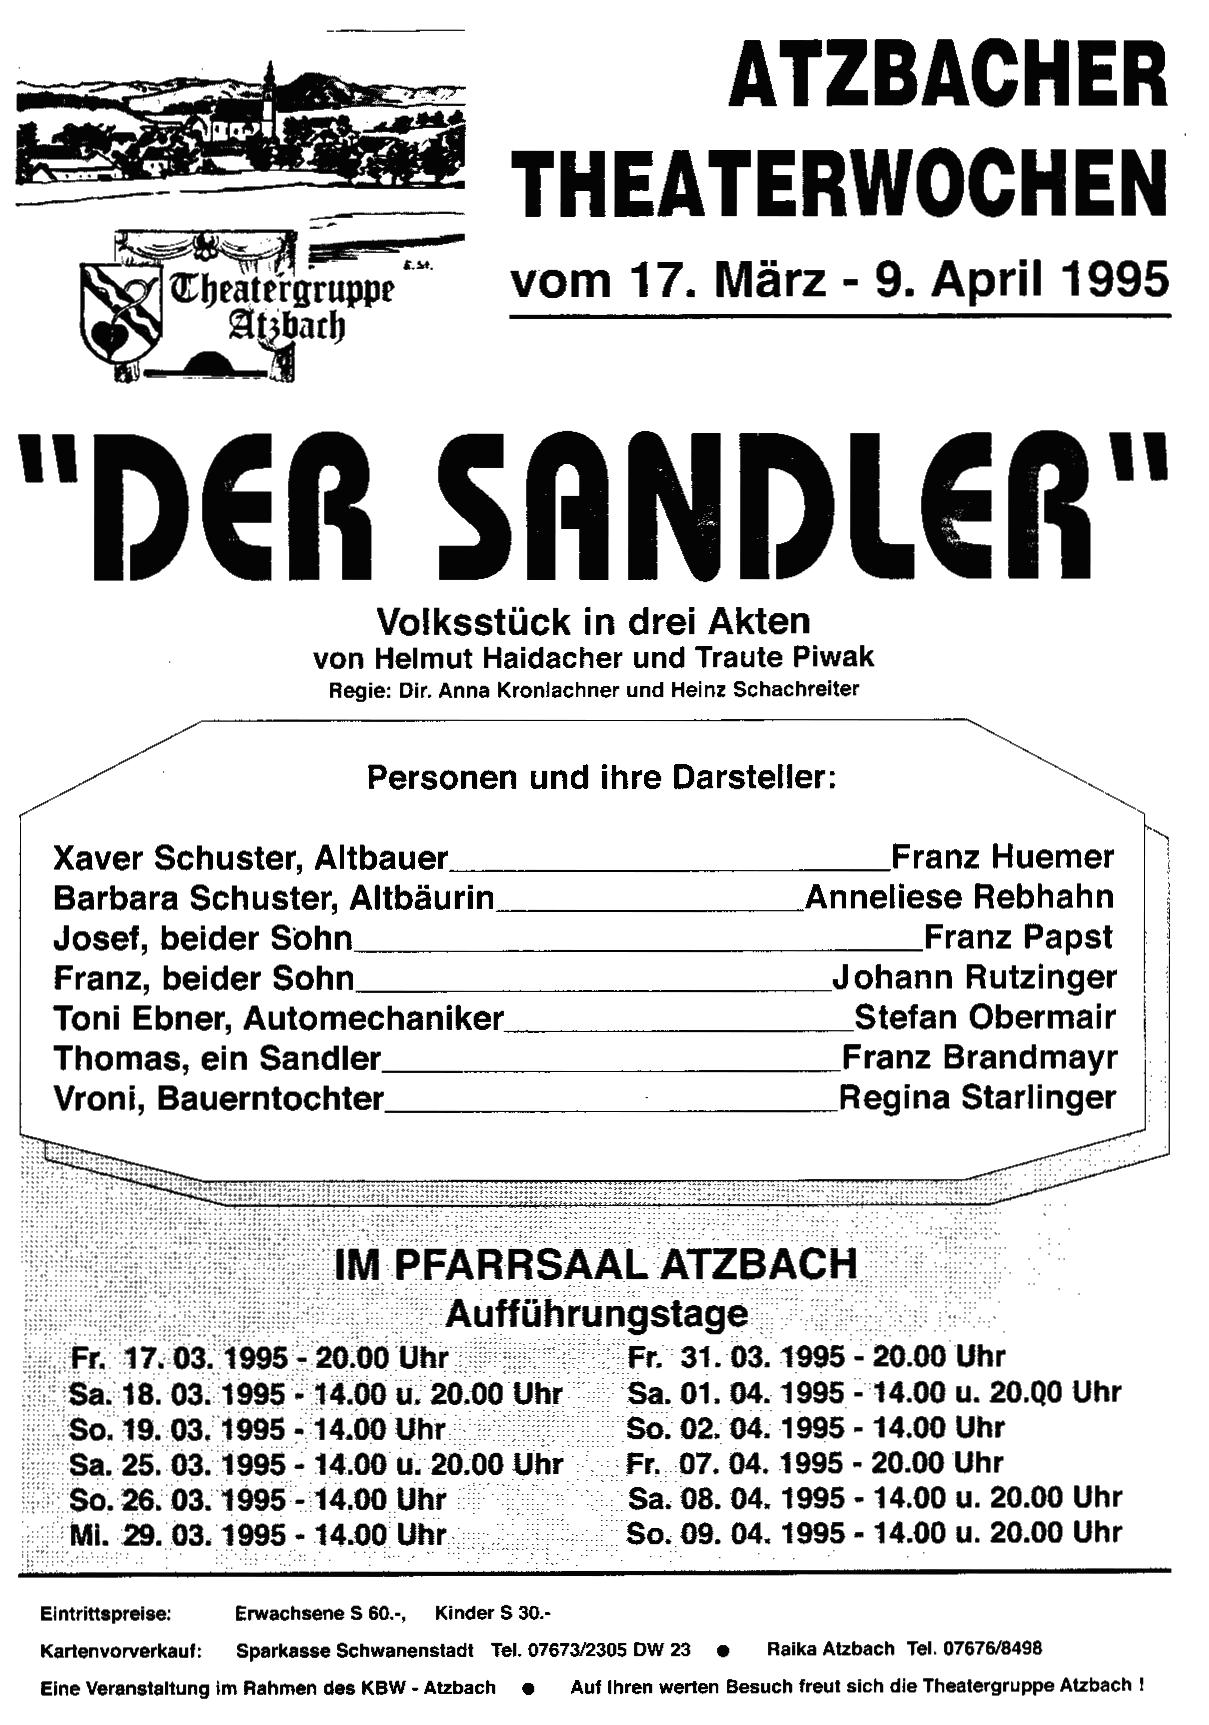 ATZBACHER
THEATERWOCHEN
vom 17. März - 9. April 1995
E.St.
Theatergruppe
Atzbach
"DER SANDLER"
Volksstück in drei Akten
von Helmut Haidacher und Traute Piwak
Regie: Dir. Anna Kronlachner und Heinz Schachreiter
Personen und ihre Darsteller:
Xaver Schuster, Altbauer Franz Huemer
Barbara Schuster, Altbäurin Anneliese Rebhahn
Josef, beider Sohn Franz Papst
Franz, beider Sohn Johann Rutzinger
Toni Ebner, Automechaniker Stefan Obermair
Thomas, ein Sandler Franz Brandmayr
Vroni, Bauerntochter Regina Starlinger
IM PFARRSAAL ATZBACH
Aufführungstage
Fr. 17. 03. 1995 - 20.00 Uhr
Sa. 18. 03. 1995 - 14.00 u. 20.00 Uhr
So. 19. 03. 1995 - 14.00 Uhr
Sa. 25. 03. 1995 - 14.00 u. 20.00 Uhr
So. 26. 03. 1995 - 14.00 Uhr
Mi. 29. 03. 1995 - 14.00 Uhr
Fr. 31. 03. 1995 - 20.00 Uhr
Sa. 01. 04. 1995 - 14.00 u. 20.00 Uhr
So. 02. 04. 1995 - 14.00 Uhr
Fr. 07. 04. 1995 - 20.00 Uhr
Sa. 08. 04. 1995 - 14.00 u. 20.00 Uhr
So. 09. 04. 1995 - 14.00 u. 20.00 Uhr
Eintrittspreise: Erwachsene S 60.-, Kinder S 30.-
Kartenvorverkauf: Sparkasse Schwanenstadt Tel. 07673/2305 DW 23 ● Raika Atzbach Tel. 07676/8498
Eine Veranstaltung im Rahmen des KBW - Atzbach ● Auf Ihren werten Besuch freut sich die Theatergruppe Atzbach !